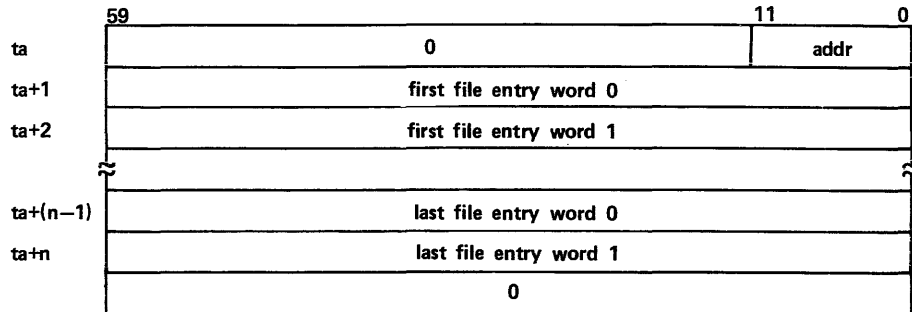 59 11 0
ta 0 addr
ta+1 first file entry word 0
ta+2 first file entry word 1
ta+(n−1) last file entry word 0
ta+n last file entry word 1
0